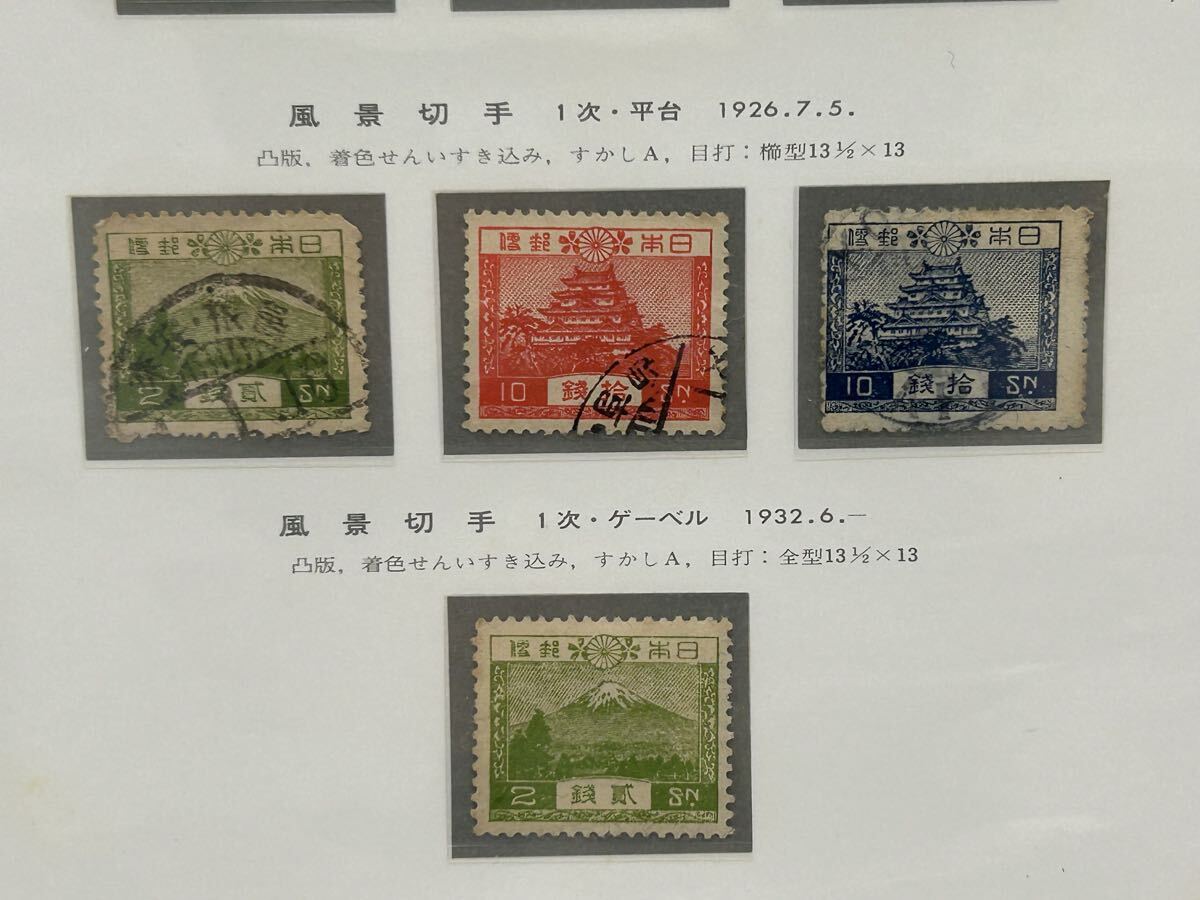 風景切手 1次・平台 1926.7.5.
凸版, 着色せんいすき込み, すかしA, 目打: 櫛型13½×13
日本郵便
2 貳錢 SN
日本郵便
10 拾錢 SN.
日本郵便
10 拾錢 SN.
風景切手 1次・ゲーベル 1932.6.—
凸版, 着色せんいすき込み, すかしA, 目打: 全型13½×13
日本郵便
2 貳錢 SN